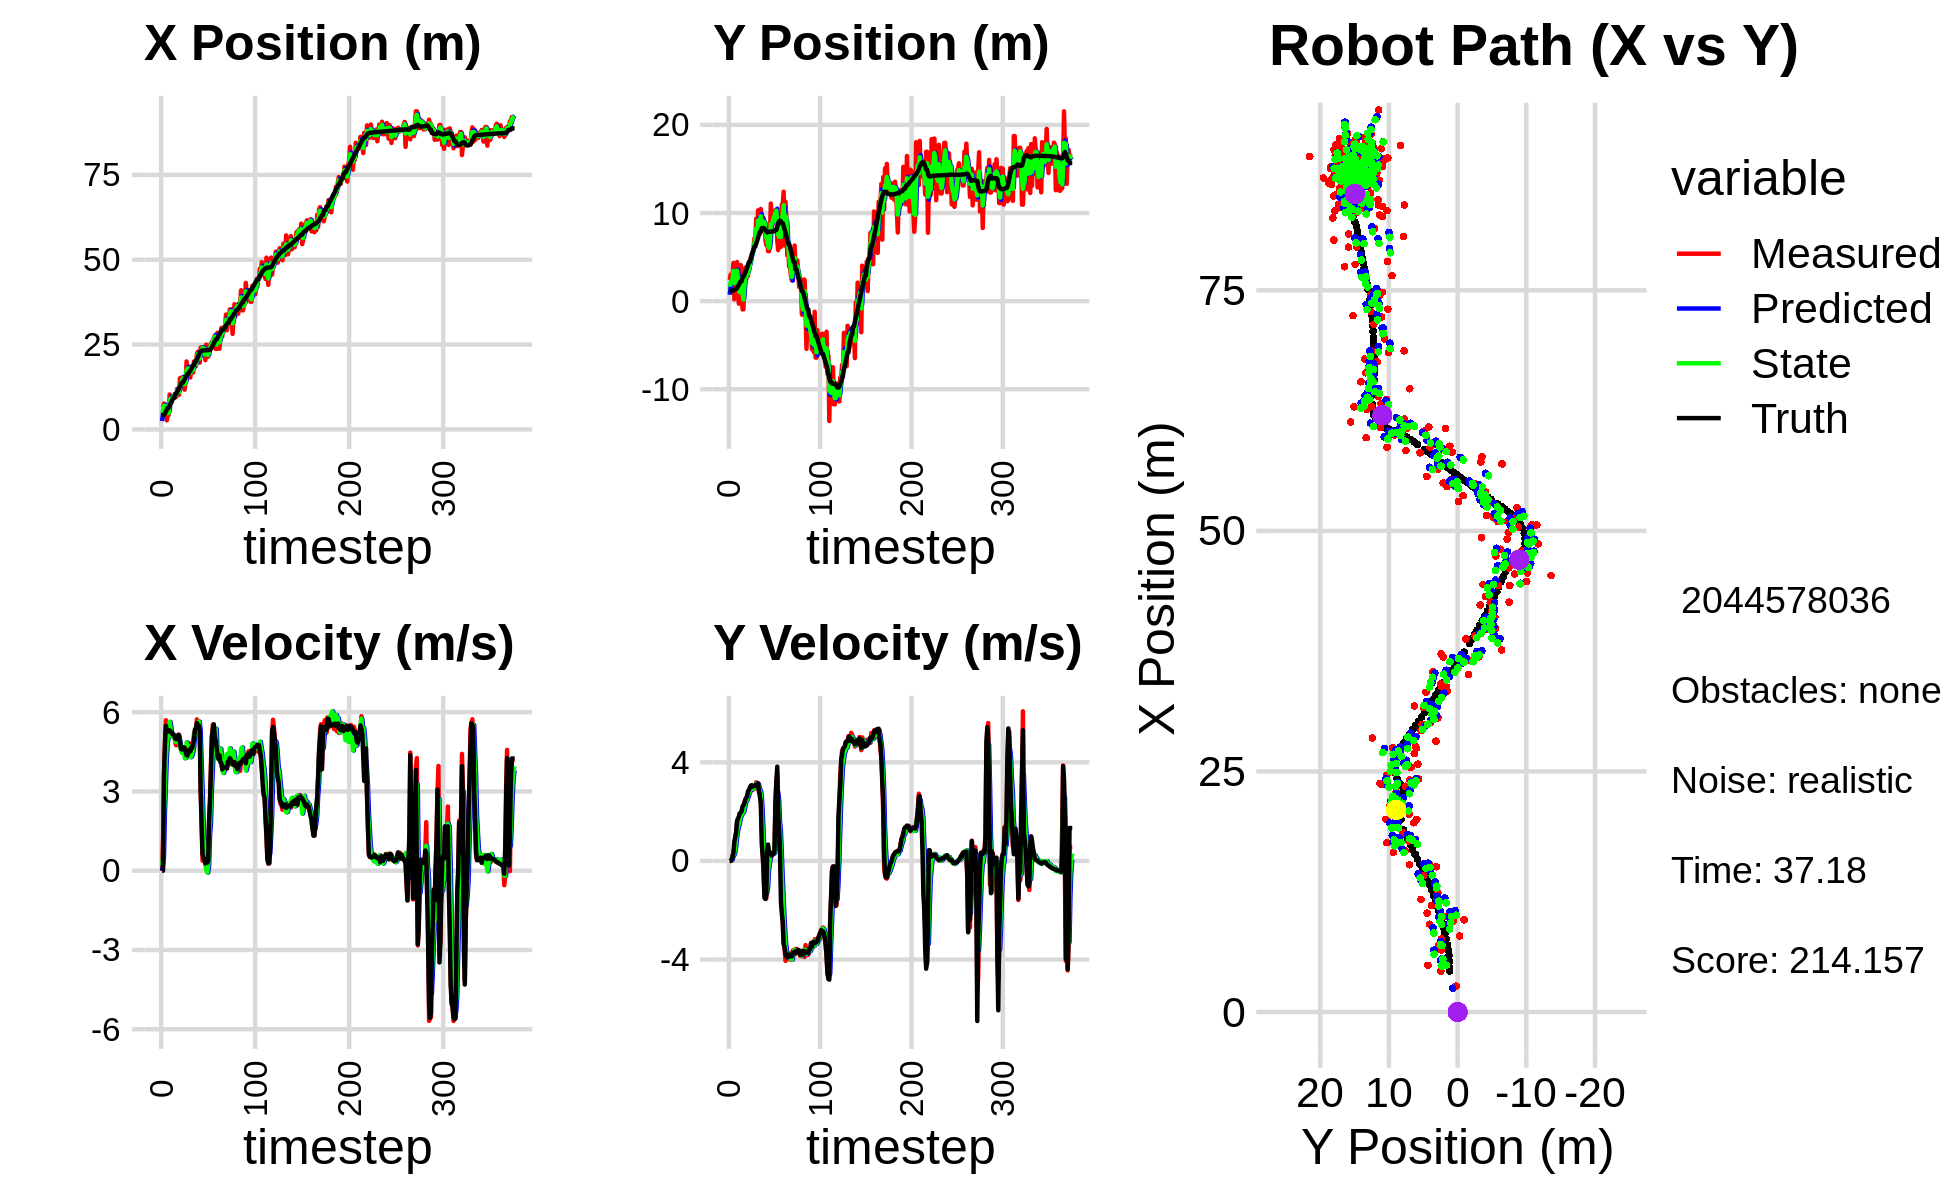 X Position (m)
75
50
25
0
0
100
200
300
timestep
Y Position (m)
20
10
0
-10
0
100
200
300
timestep
X Velocity (m/s)
6
3
0
-3
-6
0
100
200
300
timestep
Y Velocity (m/s)
4
0
-4
0
100
200
300
timestep
Robot Path (X vs Y)
X Position (m)
75
50
25
0
20 10 0 -10 -20
Y Position (m)
variable
Measured
Predicted
State
Truth
2044578036
Obstacles: none
Noise: realistic
Time: 37.18
Score: 214.157